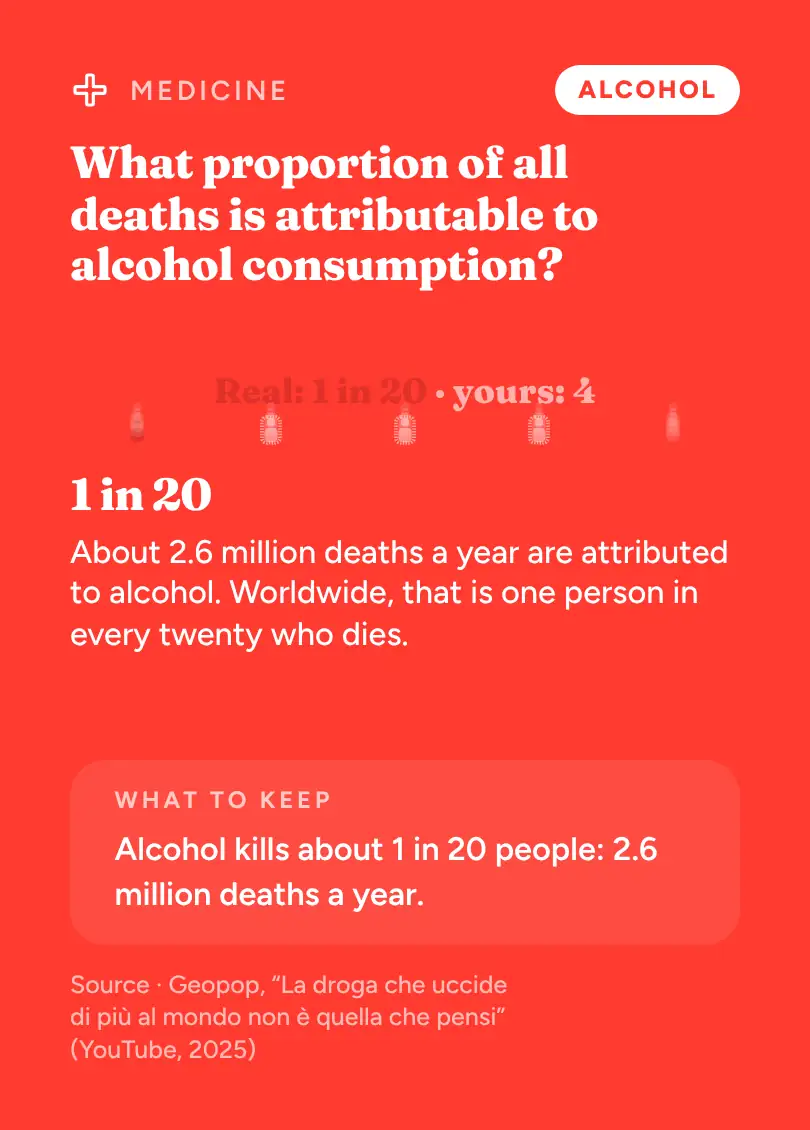 MEDICINE
ALCOHOL
What proportion of all
deaths is attributable to
alcohol consumption?
Real: 1 in 20 · yours: 4
1 in 20
About 2.6 million deaths a year are attributed
to alcohol. Worldwide, that is one person in
every twenty who dies.
WHAT TO KEEP
Alcohol kills about 1 in 20 people: 2.6
million deaths a year.
Source · Geopop, “La droga che uccide
di più al mondo non è quella che pensi”
(YouTube, 2025)